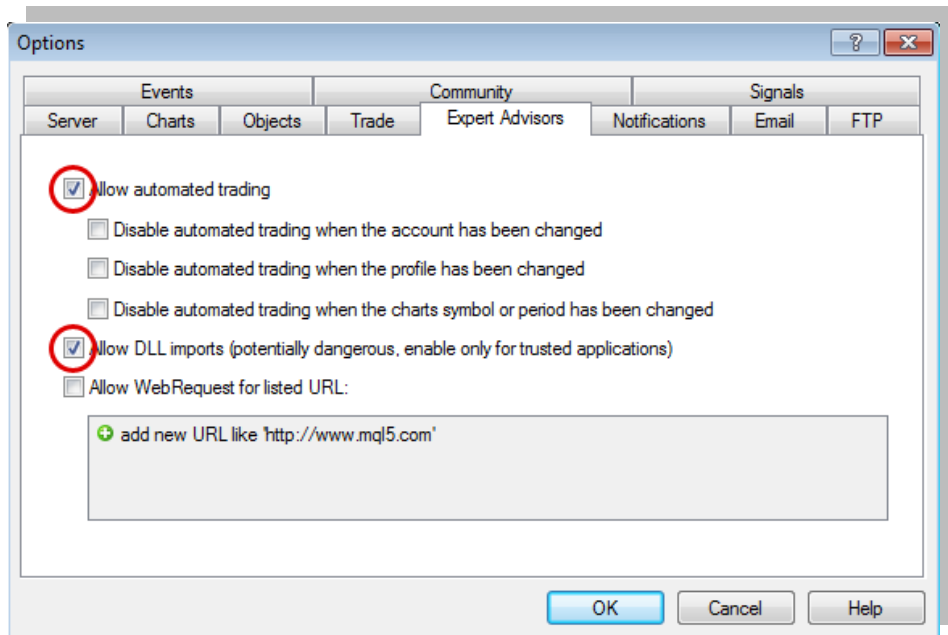 Options
Events Community Signals
Server Charts Objects Trade Expert Advisors Notifications Email FTP
Allow automated trading
Disable automated trading when the account has been changed
Disable automated trading when the profile has been changed
Disable automated trading when the charts symbol or period has been changed
Allow DLL imports (potentially dangerous, enable only for trusted applications)
Allow WebRequest for listed URL:
add new URL like 'http://www.mql5.com'
OK Cancel Help